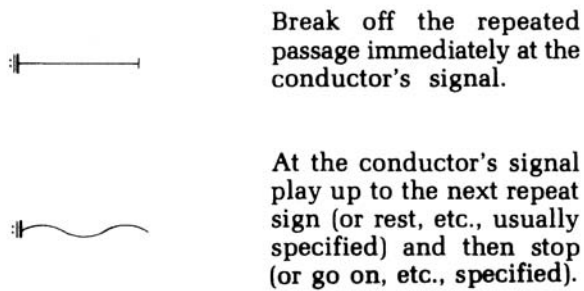 Break off the repeated
passage immediately at the
conductor's signal.
At the conductor's signal
play up to the next repeat
sign (or rest, etc., usually
specified) and then stop
(or go on, etc., specified).